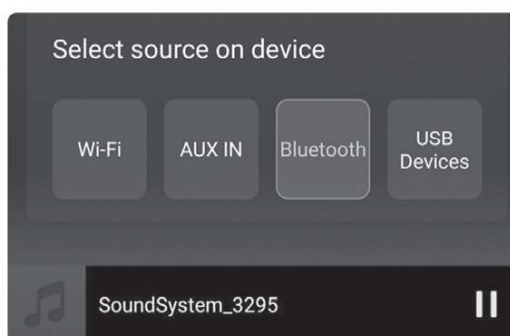 Select source on device
Wi-Fi
AUX IN
Bluetooth
USB
Devices
SoundSystem_3295